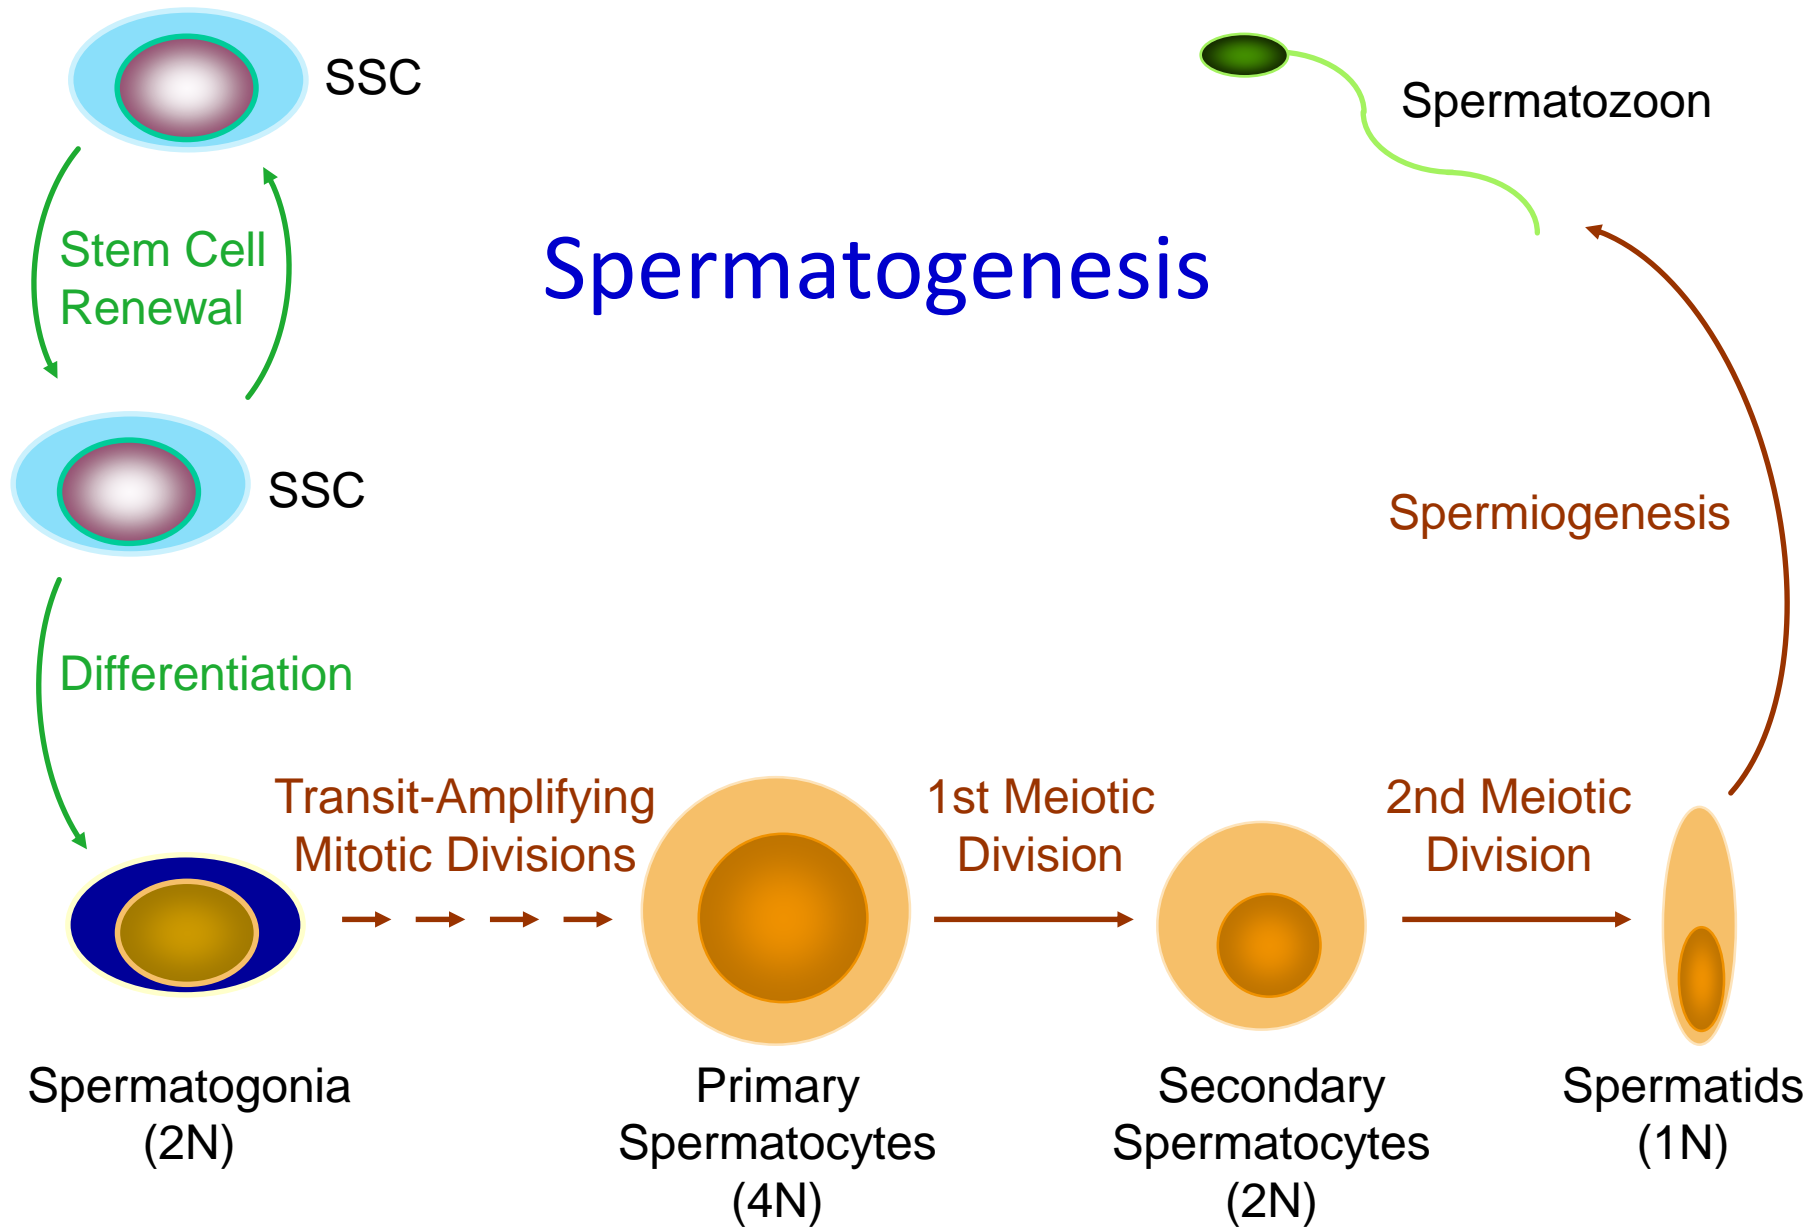 SSC
Spermatozoon
Stem Cell
Renewal
Spermatogenesis
SSC
Spermiogenesis
Differentiation
Transit-Amplifying
Mitotic Divisions
1st Meiotic
Division
2nd Meiotic
Division
Spermatogonia
(2N)
Primary
Spermatocytes
(4N)
Secondary
Spermatocytes
(2N)
Spermatids
(1N)